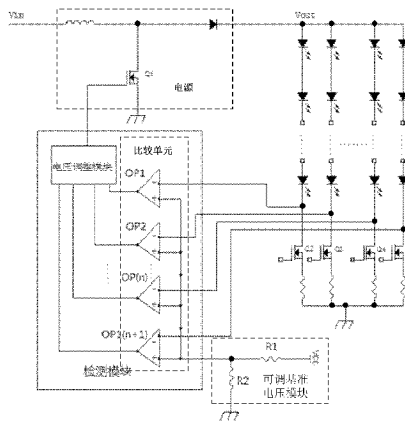 Vin
Vout
Q1
电源
比较单元
电压调整模块
OP1
OP2
OP(n)
OP1(n+1)
Q2
Q3
Q4
R1
R2
可调基准
电压模块
检测模块